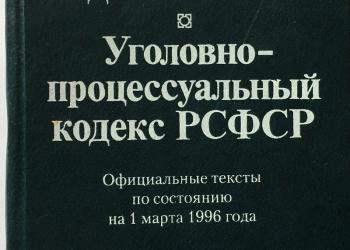 Уголовно-
процессуальный
кодекс РСФСР
Официальные тексты
по состоянию
на 1 марта 1996 года